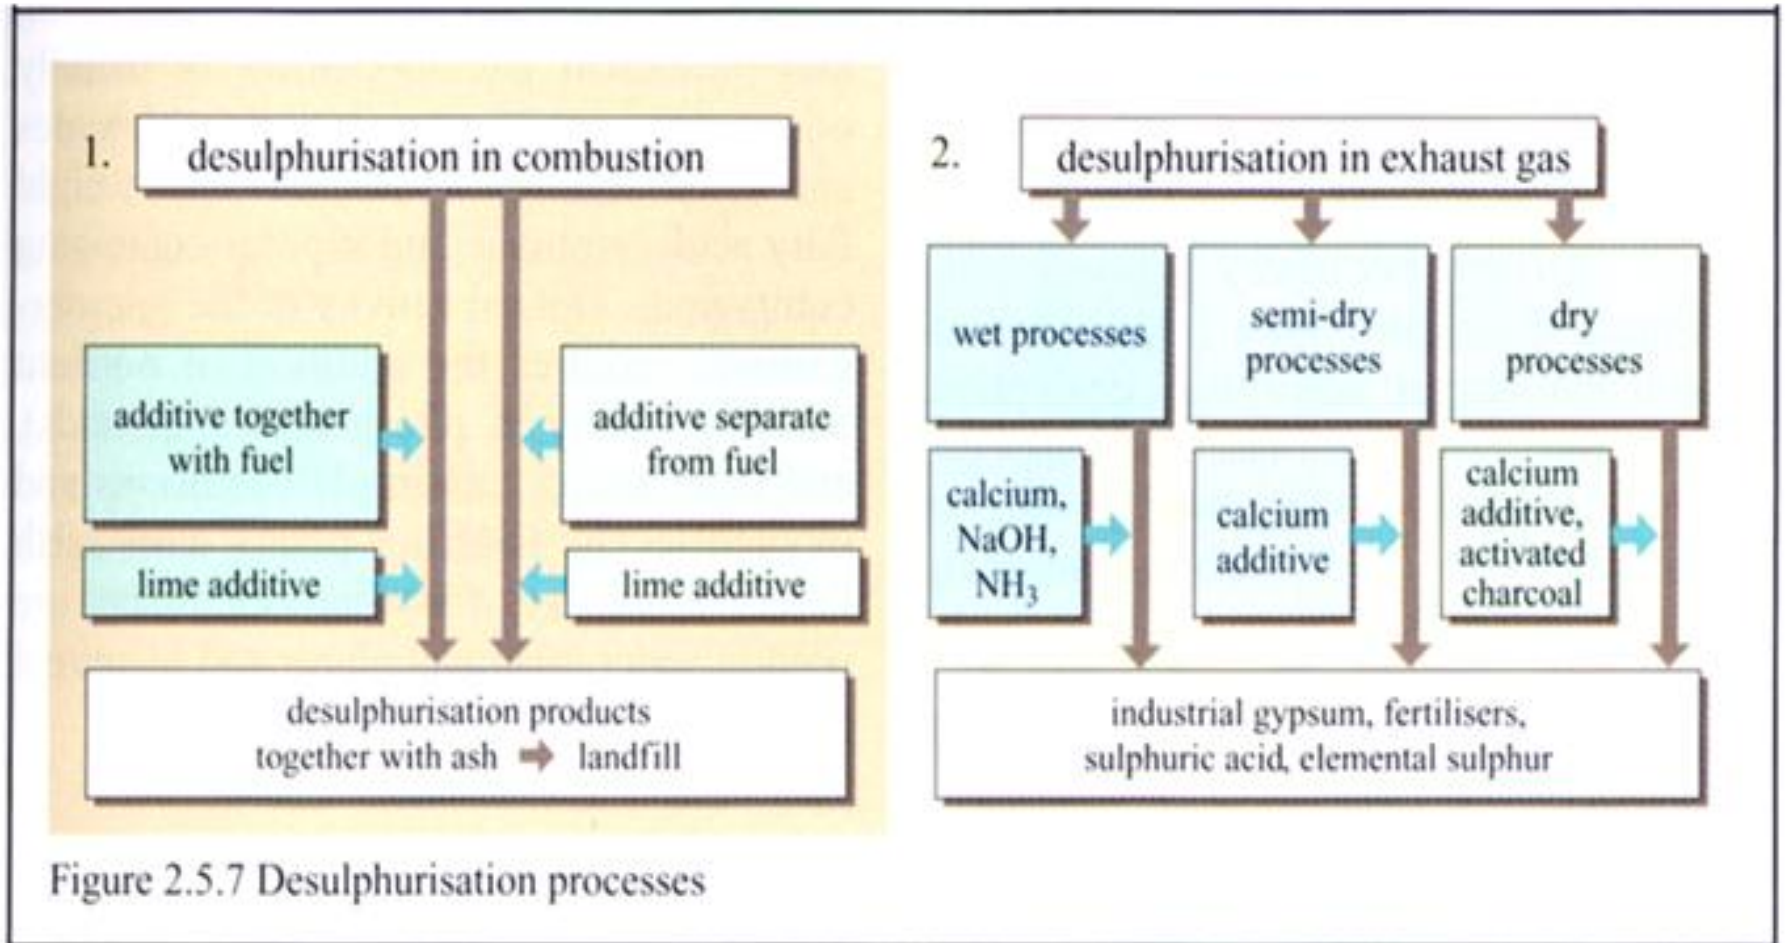 1. desulphurisation in combustion
additive together
with fuel
additive separate
from fuel
lime additive
lime additive
desulphurisation products
together with ash ➡ landfill
2. desulphurisation in exhaust gas
wet processes
semi-dry
processes
dry
processes
calcium,
NaOH,
NH₃
calcium
additive
calcium
additive,
activated
charcoal
industrial gypsum, fertilisers,
sulphuric acid, elemental sulphur
Figure 2.5.7 Desulphurisation processes